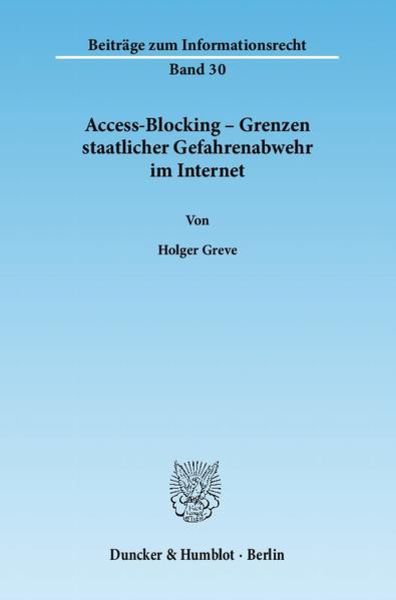 Beiträge zum Informationsrecht
Band 30
Access-Blocking – Grenzen
staatlicher Gefahrenabwehr
im Internet
Von
Holger Greve
Duncker & Humblot · Berlin